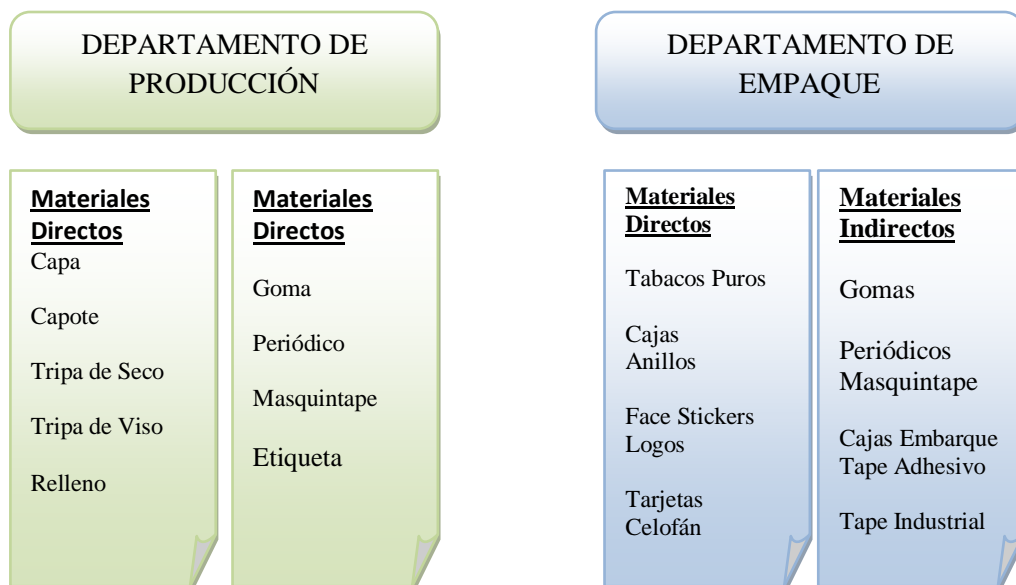 DEPARTAMENTO DE
PRODUCCIÓN
Materiales
Directos
Capa
Capote
Tripa de Seco
Tripa de Viso
Relleno
Materiales
Directos
Goma
Periódico
Masquintape
Etiqueta
DEPARTAMENTO DE
EMPAQUE
Materiales
Directos
Tabacos Puros
Cajas
Anillos
Face Stickers
Logos
Tarjetas
Celofán
Materiales
Indirectos
Gomas
Periódicos
Masquintape
Cajas Embarque
Tape Adhesivo
Tape Industrial